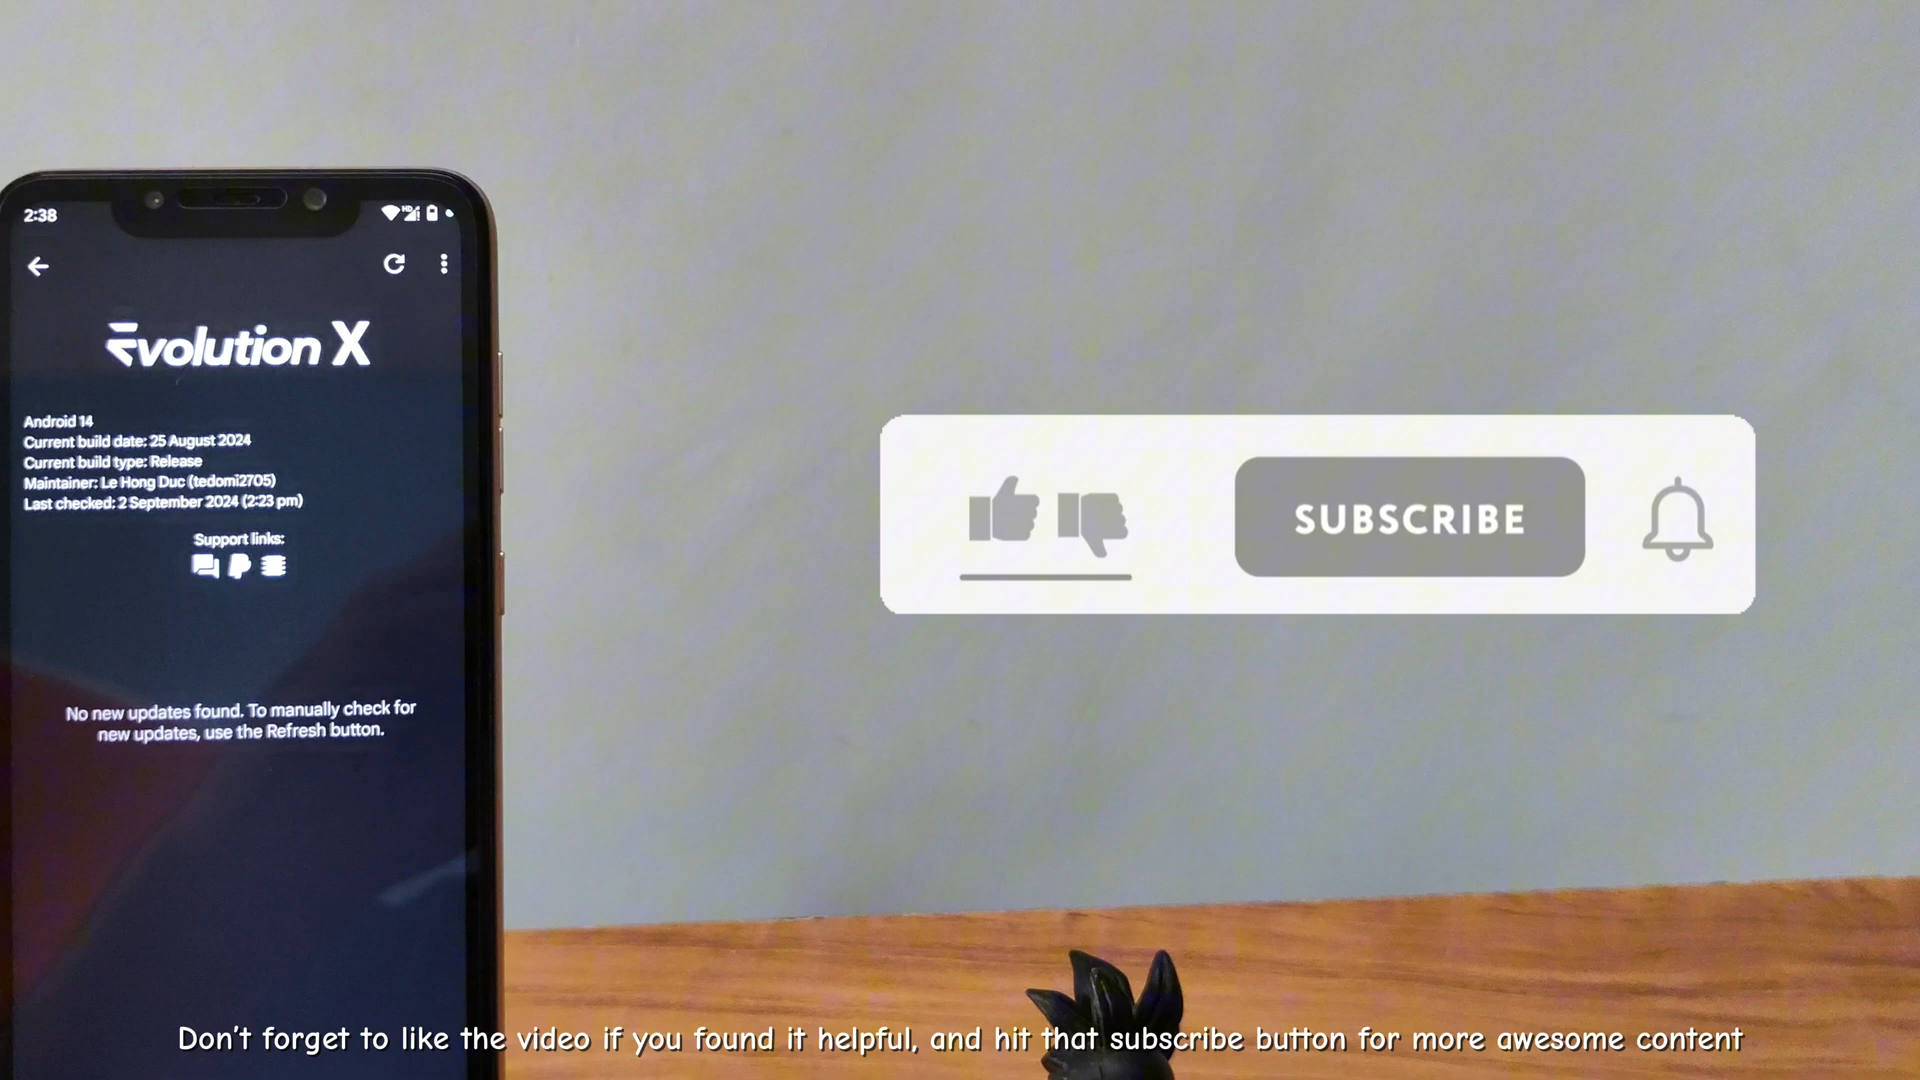 2:38
HD
Evolution X
Android 14
Current build date: 25 August 2024
Current build type: Release
Maintainer: Le Hong Duc (tedomi2705)
Last checked: 2 September 2024 (2:23 pm)
Support links:
No new updates found. To manually check for
new updates, use the Refresh button.
SUBSCRIBE
Don't forget to like the video if you found it helpful, and hit that subscribe button for more awesome content